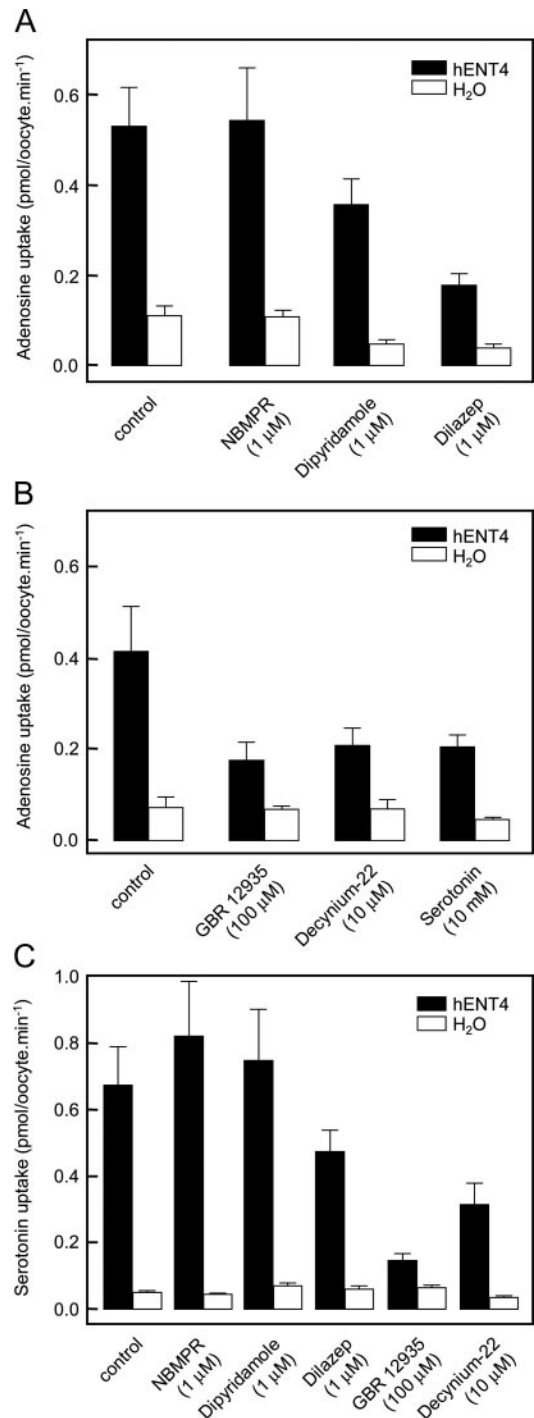 A
Adenosine uptake (pmol/oocyte.min⁻¹)
0.6
0.4
0.2
0.0
hENT4
H₂O
control
NBMPR
(1 µM)
Dipyridamole
(1 µM)
Dilazep
(1 µM)
B
Adenosine uptake (pmol/oocyte.min⁻¹)
0.6
0.4
0.2
0.0
hENT4
H₂O
control
GBR 12935
(100 µM)
Decynium-22
(10 µM)
Serotonin
(10 mM)
C
Serotonin uptake (pmol/oocyte.min⁻¹)
1.0
0.8
0.6
0.4
0.2
0.0
hENT4
H₂O
control
NBMPR
(1 µM)
Dipyridamole
(1 µM)
Dilazep
(1 µM)
GBR 12935
(100 µM)
Decynium-22
(10 µM)